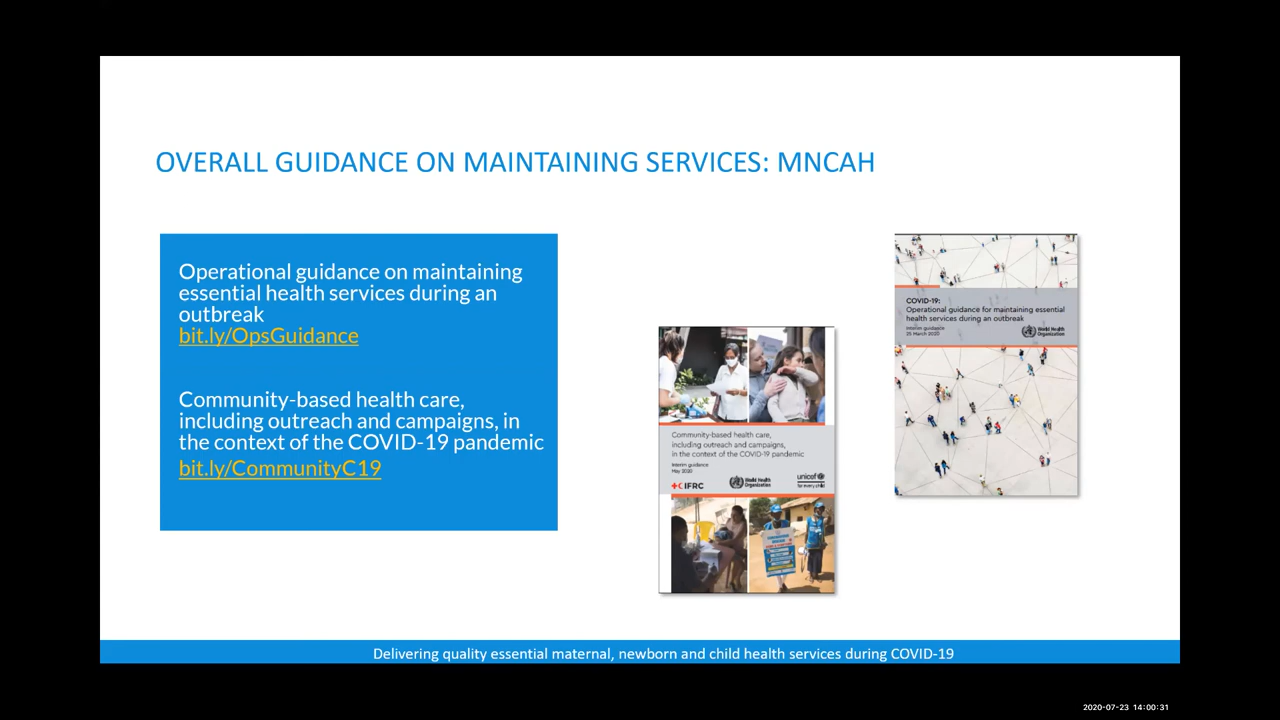 OVERALL GUIDANCE ON MAINTAINING SERVICES: MNCAH
Operational guidance on maintaining
essential health services during an
outbreak
bit.ly/OpsGuidance
Community-based health care,
including outreach and campaigns, in
the context of the COVID-19 pandemic
bit.ly/CommunityC19
Community-based health care,
including outreach and campaigns,
in the context of the COVID-19 pandemic
Interim guidance
May 2020
IFRC
World Health
Organization
unicef
for every child
COVID-19:
Operational guidance for maintaining essential
health services during an outbreak
Interim guidance
25 March 2020
World Health
Organization
Delivering quality essential maternal, newborn and child health services during COVID-19
2020-07-23 14:00:31